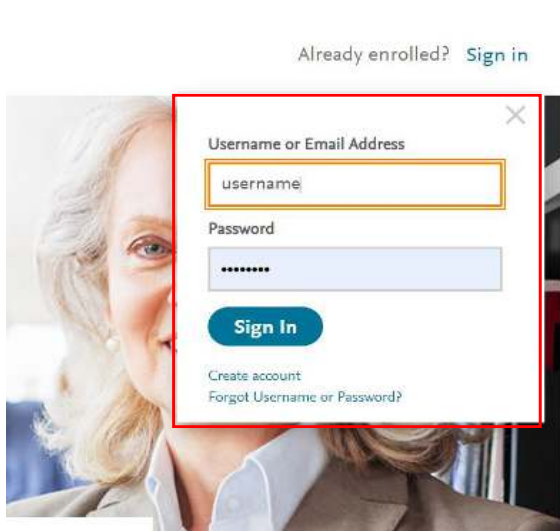 Already enrolled? Sign in
Username or Email Address
username
Password
••••••••
Sign In
Create account
Forgot Username or Password?